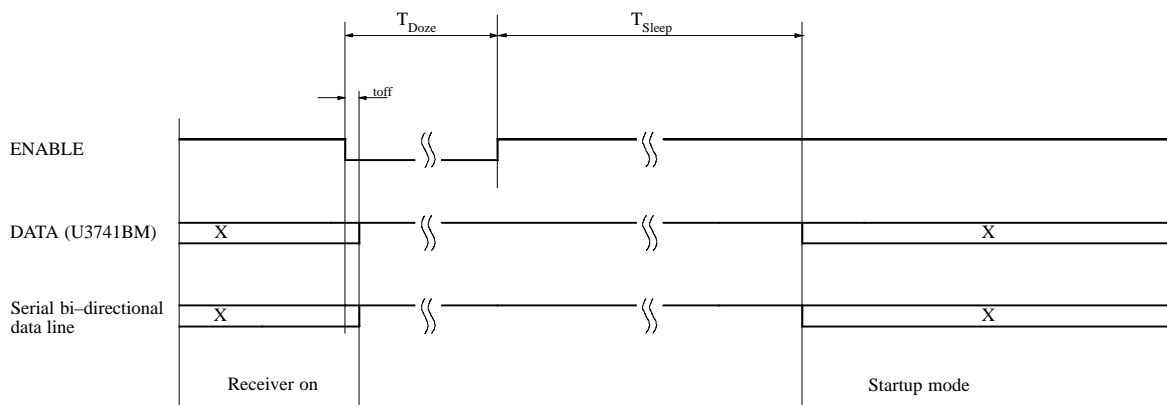 T_Doze T_Sleep
toff
ENABLE
DATA (U3741BM) X X
Serial bi–directional
data line
X X
Receiver on Startup mode